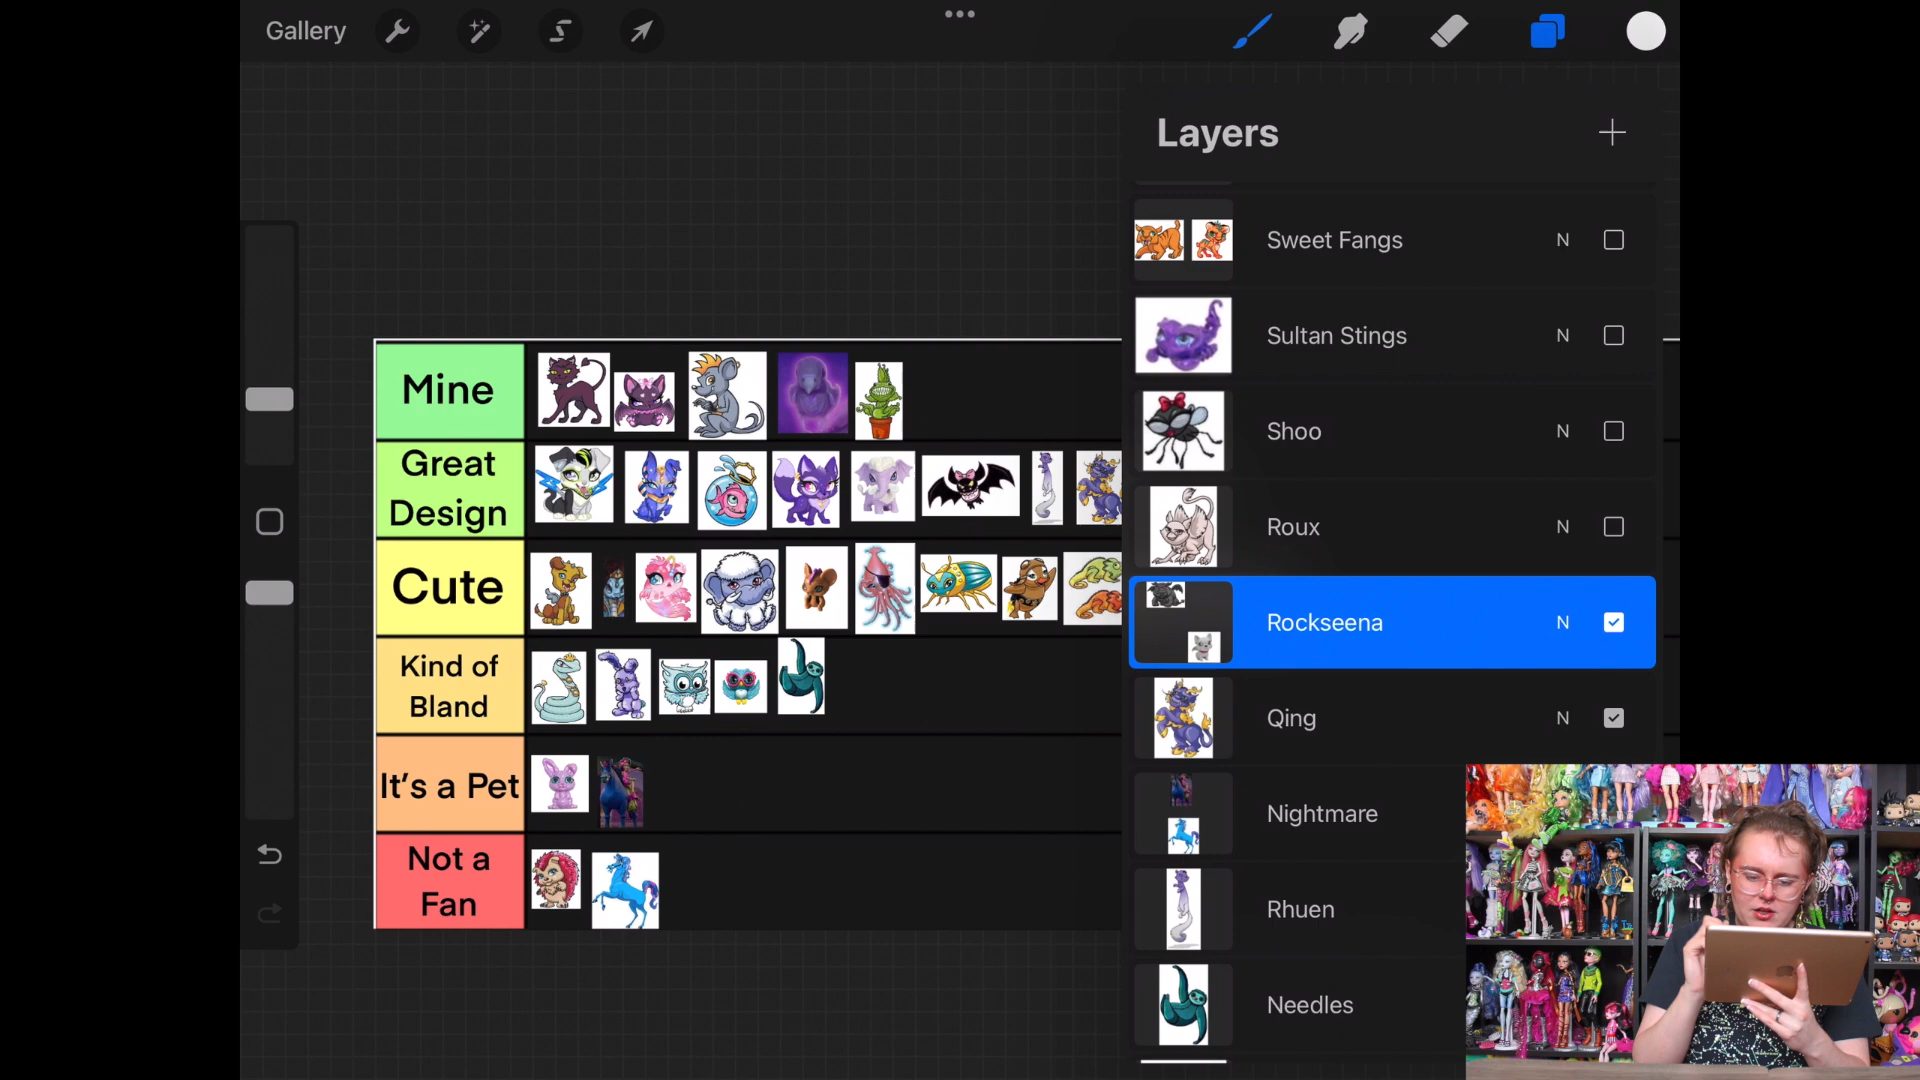 Gallery
Layers
Sweet Fangs N
Sultan Stings N
Shoo N
Roux N
Rockseena N
Qing N
Nightmare
Rhuen
Needles
Mine
Great
Design
Cute
Kind of
Bland
It's a Pet
Not a
Fan